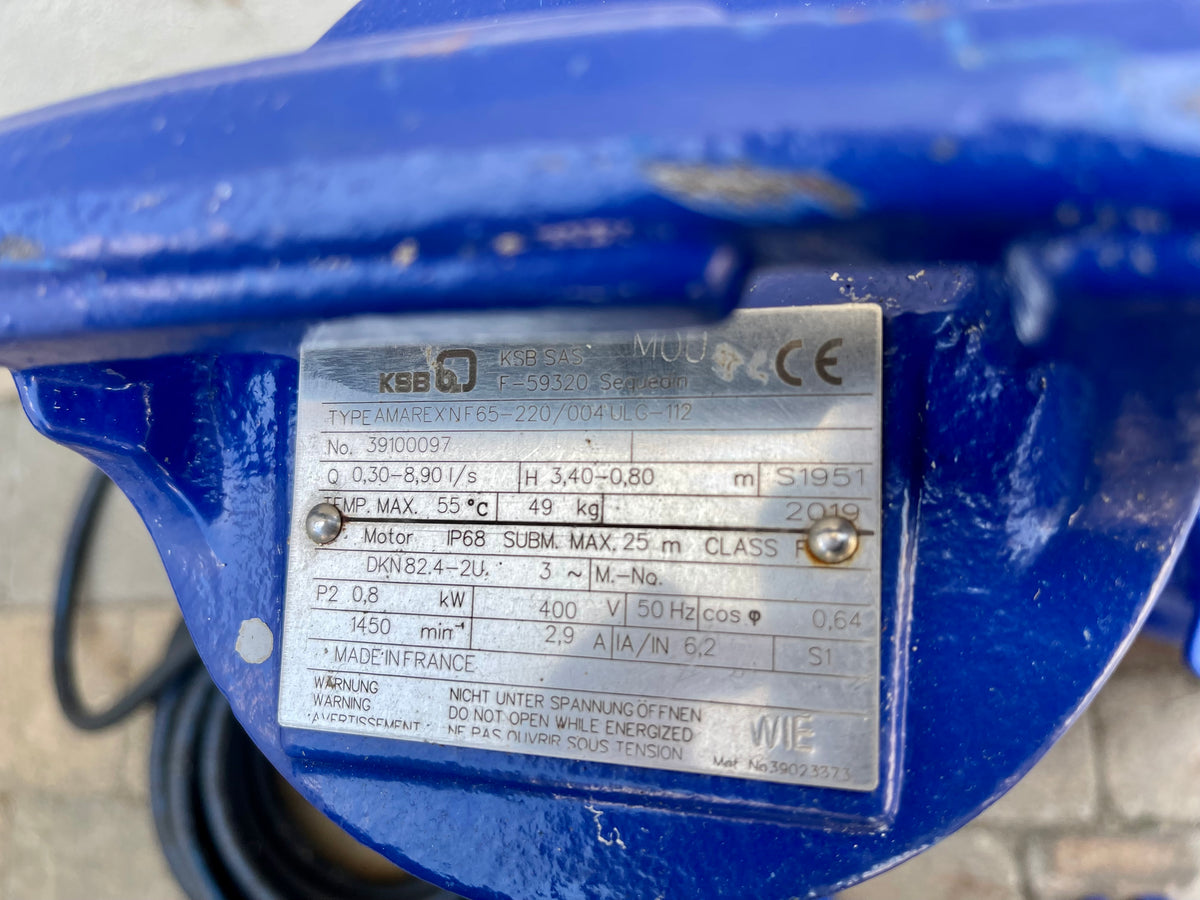 KSB KSB SAS MOU CE
F-59320 Sequedin
TYPE AMAREX N F 65-220/004 ULG-112
No. 39100097
Q 0,30-8,90 l/s H 3,40-0,80 m S1951
TEMP. MAX. 55 °C 49 kg 2019
Motor IP68 SUBM. MAX. 25 m CLASS F
DKN 82.4-2U. 3 ~ M.-No.
P2 0,8 kW 400 V 50 Hz cos φ 0,64
1450 min⁻¹ 2,9 A IA/IN 6,2 S1
MADE IN FRANCE
WARNUNG NICHT UNTER SPANNUNG ÖFFNEN
WARNING DO NOT OPEN WHILE ENERGIZED
AVERTISSEMENT NE PAS OUVRIR SOUS TENSION
WIE
Mat. No 39023373